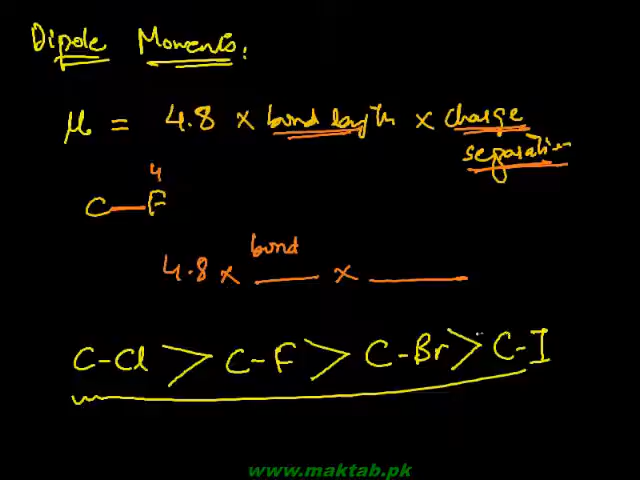 Dipole Moments:
μ = 4.8 × bond length × charge separation
4
C—F
bond
4.8 × ___ × ___
C-Cl > C-F > C-Br > C-I
www.maktab.pk